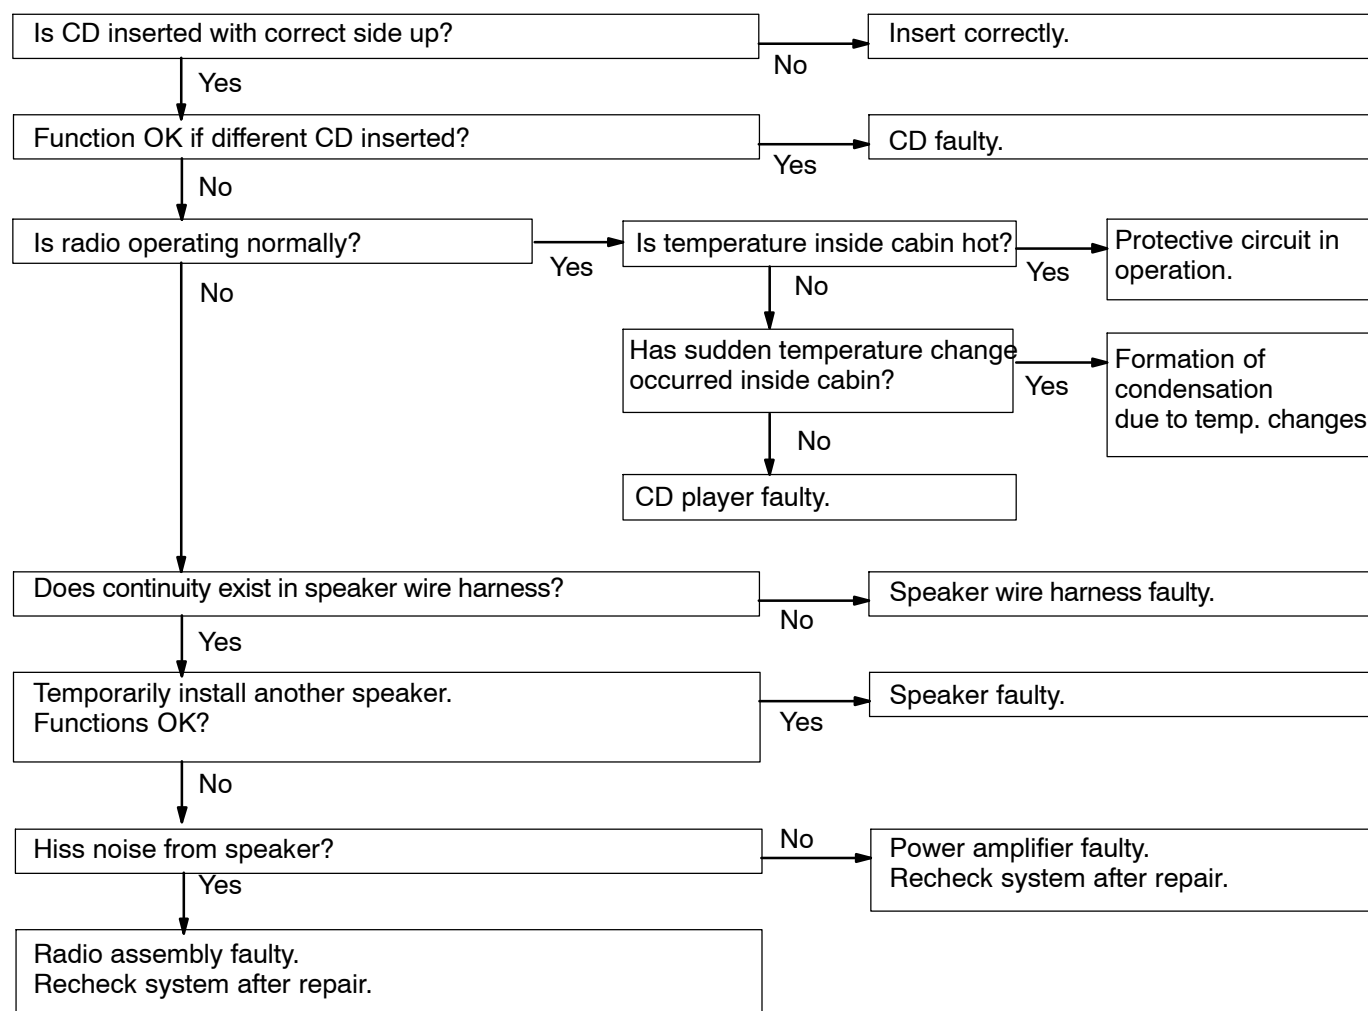 Is CD inserted with correct side up?
No
Insert correctly.
Yes
Function OK if different CD inserted?
Yes
CD faulty.
No
Is radio operating normally?
Yes
Is temperature inside cabin hot?
Yes
Protective circuit in
operation.
No
No
Has sudden temperature change
occurred inside cabin?
Yes
Formation of
condensation
due to temp. changes
No
CD player faulty.
Does continuity exist in speaker wire harness?
No
Speaker wire harness faulty.
Yes
Temporarily install another speaker.
Functions OK?
Yes
Speaker faulty.
No
Hiss noise from speaker?
No
Power amplifier faulty.
Recheck system after repair.
Yes
Radio assembly faulty.
Recheck system after repair.